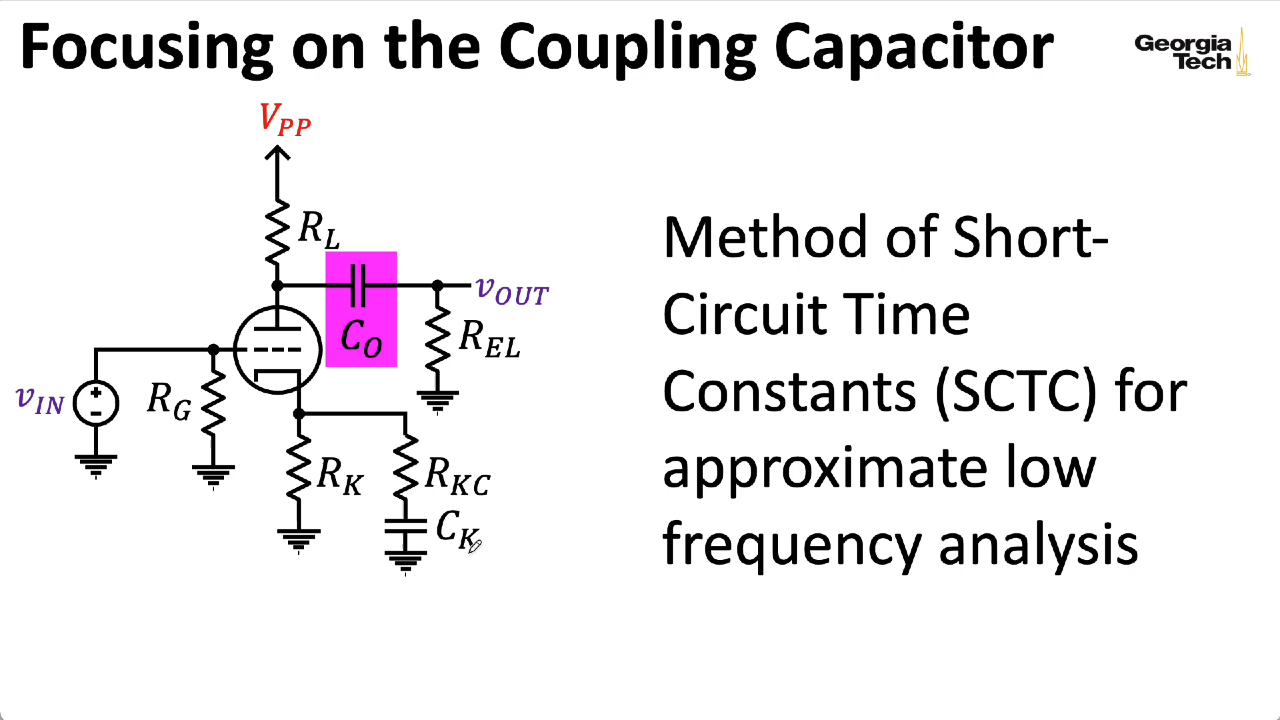 Focusing on the Coupling Capacitor
Georgia
Tech
V_PP
R_L
v_OUT
C_O
R_EL
v_IN
+
-
R_G
R_K
R_KC
C_K
Method of Short-
Circuit Time
Constants (SCTC) for
approximate low
frequency analysis